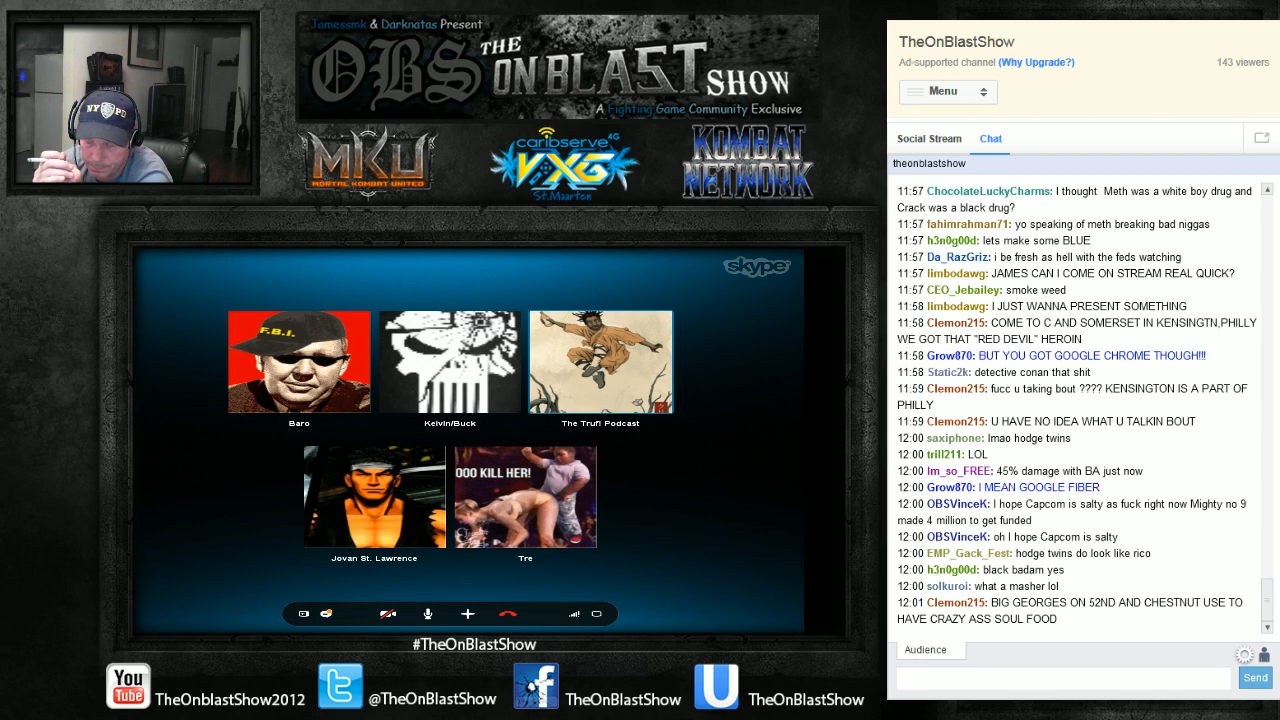 Jamessmk & Darknatas Present
OBS THE ON BLAST SHOW
A Fighting Game Community Exclusive
NYPD
MKU
MORTAL KOMBAT UNITED
caribserve 4G
VXG
St.Maarten
KOMBAT
NETWORK
skype
F.B.I.
Baro
Kelvin/Buck
The Truf! Podcast
OOO KILL HER!
Jovan St. Lawrence
Tre
#TheOnBlastShow
You
Tube
TheOnblastShow2012
@TheOnBlastShow
TheOnBlastShow
TheOnBlastShow
TheOnBlastShow
Ad-supported channel (Why Upgrade?)
143 viewers
Menu
Social Stream
Chat
theonblastshow
11:57 ChocolateLuckyCharms: I thought Meth was a white boy drug and
Crack was a black drug?
11:57 fahimrahman71: yo speaking of meth breaking bad niggas
11:57 h3n0g00d: lets make some BLUE
11:57 Da_RazGriz: i be fresh as hell with the feds watching
11:57 limbodawg: JAMES CAN I COME ON STREAM REAL QUICK?
11:57 CEO_Jebailey: smoke weed
11:58 limbodawg: I JUST WANNA PRESENT SOMETHING
11:58 Clemon215: COME TO C AND SOMERSET IN KENSINGTN,PHILLY
WE GOT THAT "RED DEVIL" HEROIN
11:58 Grow870: BUT YOU GOT GOOGLE CHROME THOUGH!!!
11:58 Static2k: detective conan that shit
11:59 Clemon215: fucc u taking bout ???? KENSINGTON IS A PART OF
PHILLY
11:59 Clemon215: U HAVE NO IDEA WHAT U TALKIN BOUT
12:00 saxiphone: lmao hodge twins
12:00 trill211: LOL
12:00 Im_so_FREE: 45% damage with BA just now
12:00 Grow870: I MEAN GOOGLE FIBER
12:00 OBSVinceK: I hope Capcom is salty as fuck right now Mighty no 9
made 4 million to get funded
12:00 OBSVinceK: oh I hope Capcom is salty
12:00 EMP_Gack_Fest: hodge twins do look like rico
12:00 h3n0g00d: black badam yes
12:00 solkuroi: what a masher lol
12:01 Clemon215: BIG GEORGES ON 52ND AND CHESTNUT USE TO
HAVE CRAZY ASS SOUL FOOD
Audience
Send